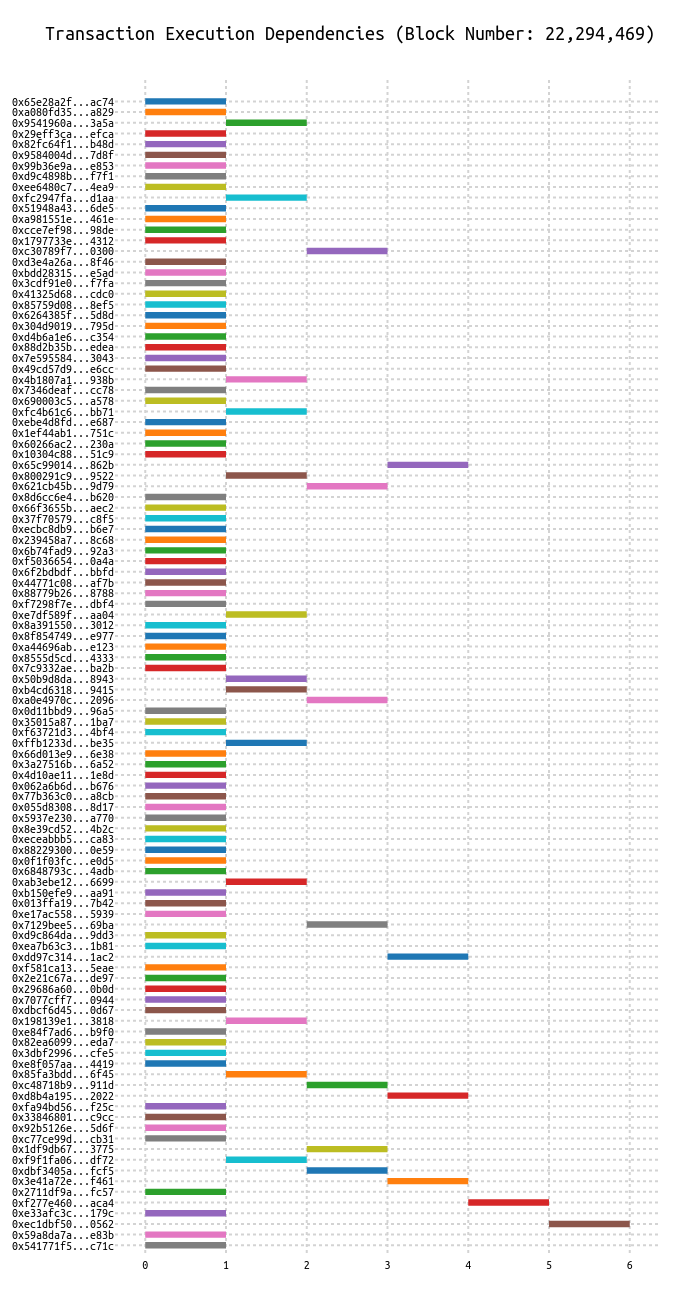 Transaction Execution Dependencies (Block Number: 22,294,469)
0x65e28a2f...ac74
0xa080fd35...a829
0x9541960a...3a5a
0x29eff3ca...efca
0x82fc64f1...b48d
0x9584004d...7d8f
0x99b36e9a...e853
0xd9c4898b...f7f1
0xee6480c7...4ea9
0xfc2947fa...d1aa
0x51948a43...6de5
0xa981551e...461e
0xcce7ef98...98de
0x1797733e...4312
0xc30789f7...0300
0xd3e4a26a...8f46
0xbdd28315...e5ad
0x3cdf91e0...f7fa
0x41325d68...cdc0
0x85759d08...8ef5
0x6264385f...5d8d
0x304d9019...795d
0xd4b6a1e6...c354
0x88d2b35b...edea
0x7e595584...3043
0x49cd57d9...e6cc
0x4b1807a1...938b
0x7346deaf...cc78
0x690003c5...a578
0xfc4b61c6...bb71
0xebe4d8fd...e687
0x1ef44ab1...751c
0x60266ac2...230a
0x10304c88...51c9
0x65c99014...862b
0x800291c9...9522
0x621cb45b...9d79
0x8d6cc6e4...b620
0x66f3655b...aec2
0x37f70579...c8f5
0xecbc8db9...b6e7
0x239458a7...8c68
0x6b74fad9...92a3
0xf5036654...0a4a
0x6f2bdbdf...bbfd
0x44771c08...af7b
0x88779b26...8788
0xf7298f7e...dbf4
0xe7df589f...aa04
0x8a391550...3012
0x8f854749...e977
0xa44696ab...e123
0x8555d5cd...4333
0x7c9332ae...ba2b
0x50b9d8da...8943
0xb4cd6318...9415
0xa0e4970c...2096
0x0d11bbd9...96a5
0x35015a87...1ba7
0xf63721d3...4bf4
0xffb1233d...be35
0x66d013e9...6e38
0x3a27516b...6a52
0x4d10ae11...1e8d
0x062a6b6d...b676
0x77b363c0...a8cb
0x055d8308...8d17
0x5937e230...a770
0x8e39cd52...4b2c
0xeceabbb5...ca83
0x88229300...0e59
0x0f1f03fc...e0d5
0x6848793c...4adb
0xab3ebe12...6699
0xb150efe9...aa91
0x013ffa19...7b42
0xe17ac558...5939
0x7129bee5...69ba
0xd9c864da...9dd3
0xea7b63c3...1b81
0xdd97c314...1ac2
0xf581ca13...5eae
0x2e21c67a...de97
0x29686a60...0b0d
0x7077cff7...0944
0xdbcf6d45...0d67
0x198139e1...3818
0xe84f7ad6...b9f0
0x82ea6099...eda7
0x3dbf2996...cfe5
0xe8f057aa...4419
0x85fa3bdd...6f45
0xc48718b9...911d
0xd8b4a195...2022
0xfa94bd56...f25c
0x33846801...c9cc
0x92b5126e...5d6f
0xc77ce99d...cb31
0x1df9db67...3775
0xf9f1fa06...df72
0xdbf3405a...fcf5
0x3e41a72e...f461
0x2711df9a...fc57
0xf277e460...aca4
0xe33afc3c...179c
0xec1dbf50...0562
0x59a8da7a...e83b
0x541771f5...c71c
0 1 2 3 4 5 6